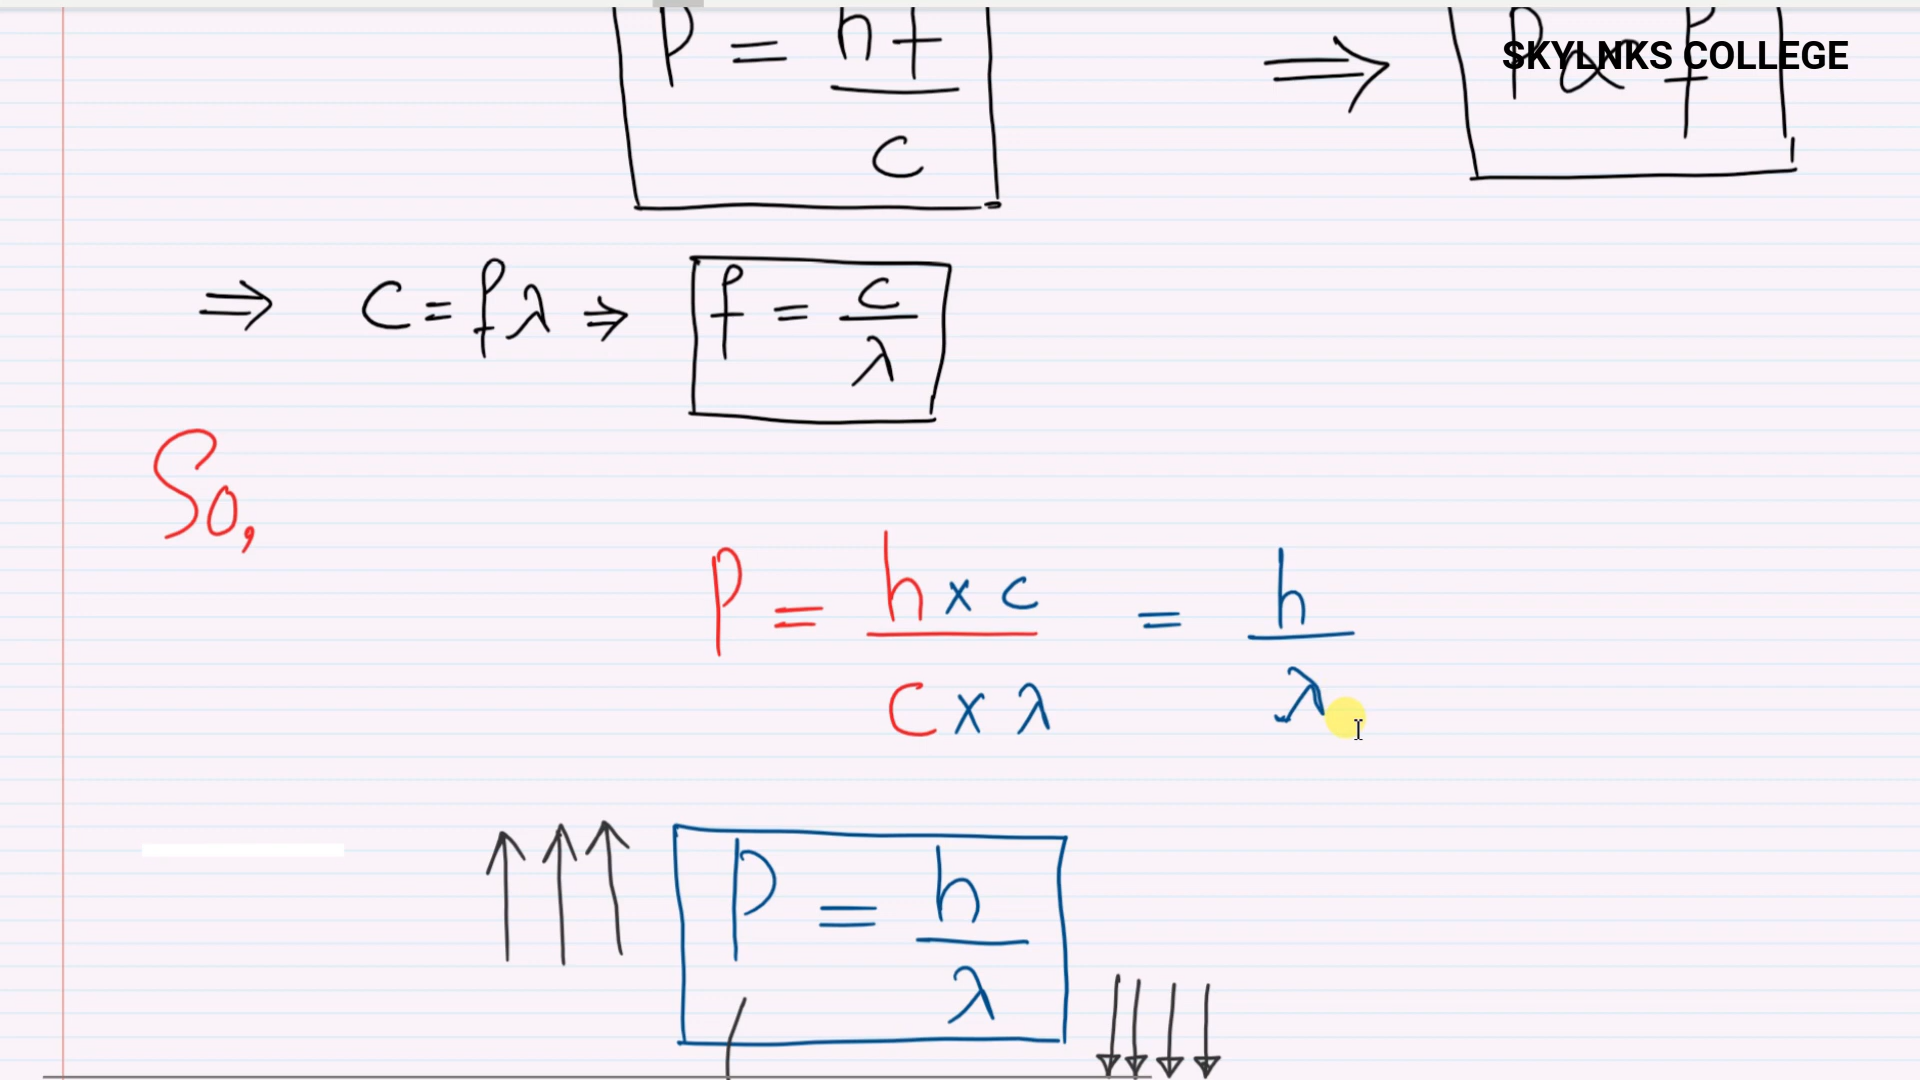 P = hf/c ⇒ P ∝ f
SKYLNKS COLLEGE
⇒ C = fλ ⇒ f = c/λ
So,
P = h x c / C x λ = h/λ
P = h/λ